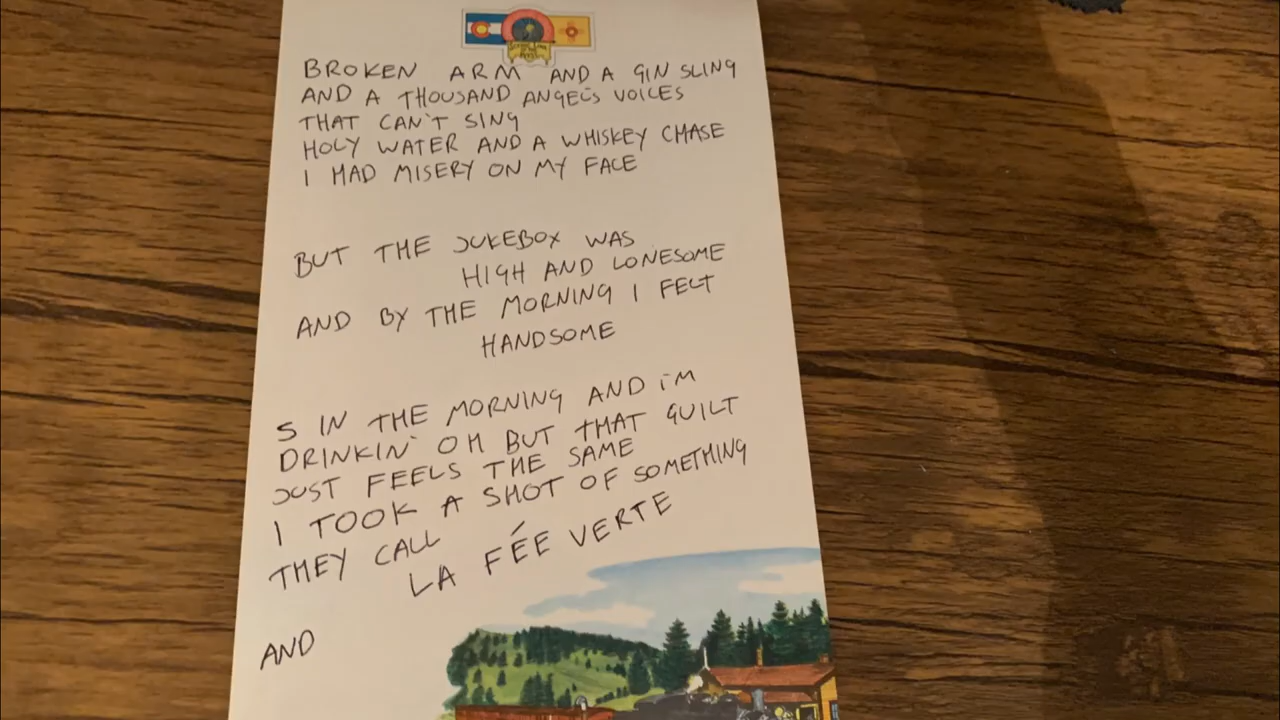 BROKEN ARM AND A GIN SLING
AND A THOUSAND ANGELS VOICES
THAT CAN'T SING
HOLY WATER AND A WHISKEY CHASE
I HAD MISERY ON MY FACE
BUT THE JUKEBOX WAS
HIGH AND LONESOME
AND BY THE MORNING I FELT
HANDSOME
5 IN THE MORNING AND i'M
DRINKIN' OH BUT THAT GUILT
JUST FEELS THE SAME
I TOOK A SHOT OF SOMETHING
THEY CALL
LA FÉE VERTE
AND